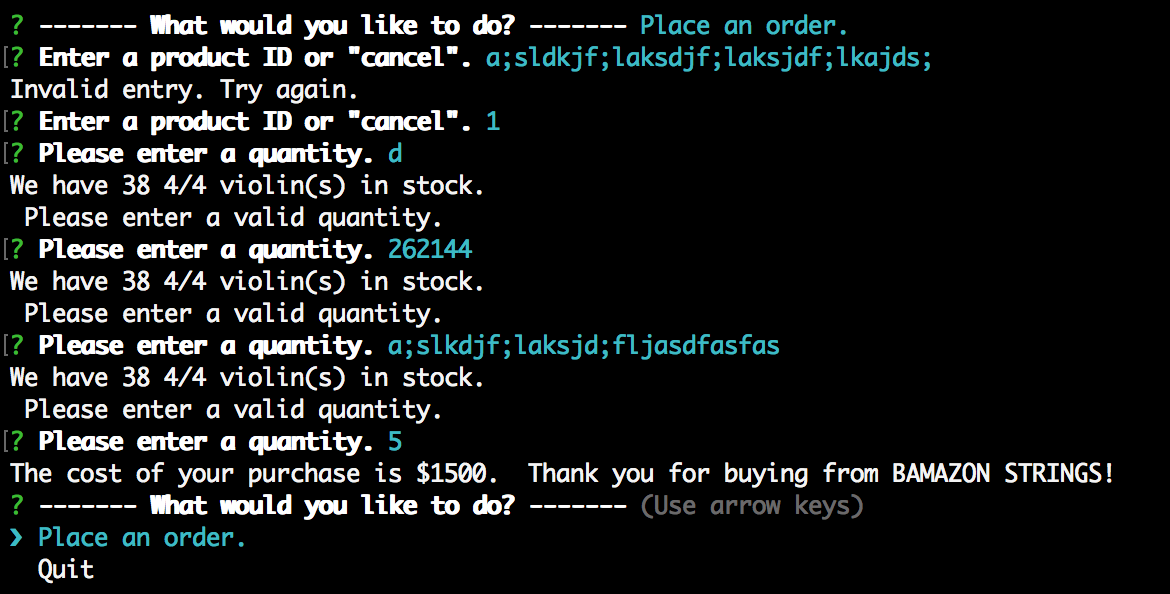 ? ------- What would you like to do? ------- Place an order.
[? Enter a product ID or "cancel". a;sldkjf;laksdjf;laksjdf;lkajds;
Invalid entry. Try again.
[? Enter a product ID or "cancel". 1
[? Please enter a quantity. d
We have 38 4/4 violin(s) in stock.
 Please enter a valid quantity.
[? Please enter a quantity. 262144
We have 38 4/4 violin(s) in stock.
 Please enter a valid quantity.
[? Please enter a quantity. a;slkdjf;laksjd;fljasdfasfas
We have 38 4/4 violin(s) in stock.
 Please enter a valid quantity.
[? Please enter a quantity. 5
The cost of your purchase is $1500.  Thank you for buying from BAMAZON STRINGS!
? ------- What would you like to do? ------- (Use arrow keys)
❯ Place an order.
  Quit